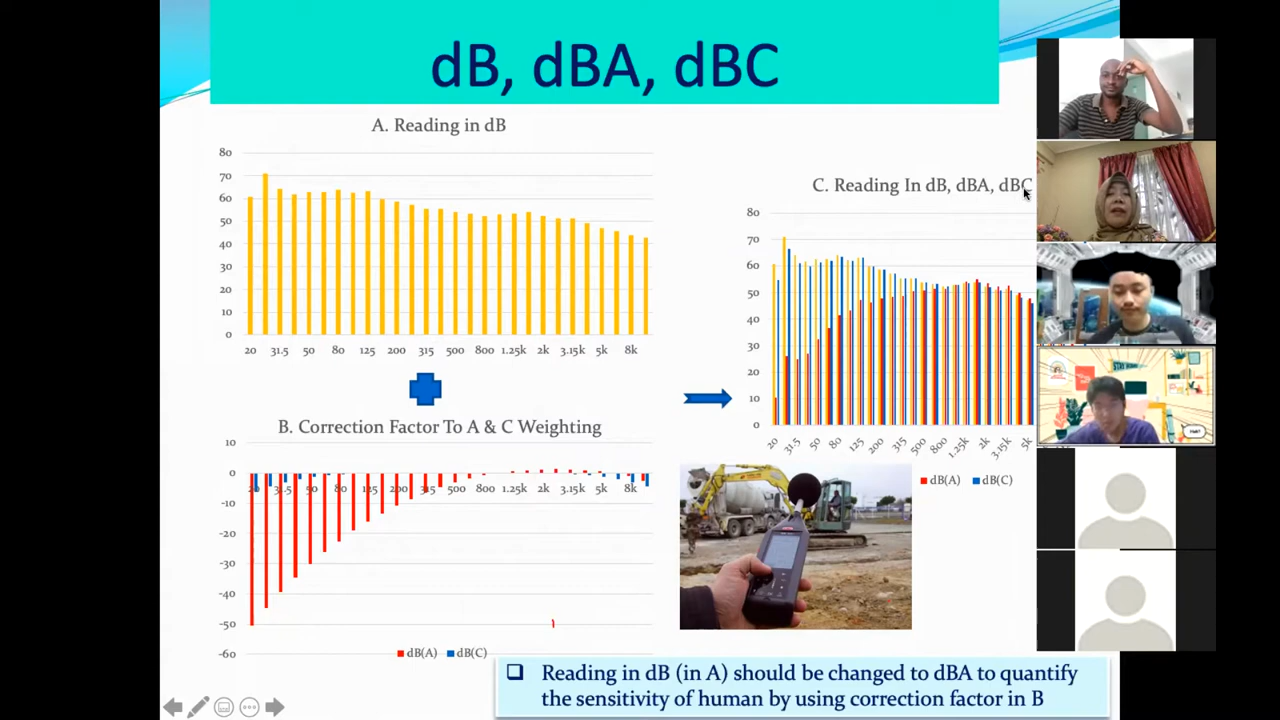 dB, dBA, dBC
A. Reading in dB
80
70
60
50
40
30
20
10
0
20 31.5 50 80 125 200 315 500 800 1.25k 2k 3.15k 5k 8k
B. Correction Factor To A & C Weighting
10
0
-10
-20
-30
-40
-50
-60
20 31.5 50 80 125 200 315 500 800 1.25k 2k 3.15k 5k 8k
dB(A) dB(C)
C. Reading In dB, dBA, dBC
80
70
60
50
40
30
20
10
0
20 31.5 50 80 125 200 315 500 800 1.25k 2k 3.15k 5k
dB(A) dB(C)
STAY HOME
Reading in dB (in A) should be changed to dBA to quantify
the sensitivity of human by using correction factor in B